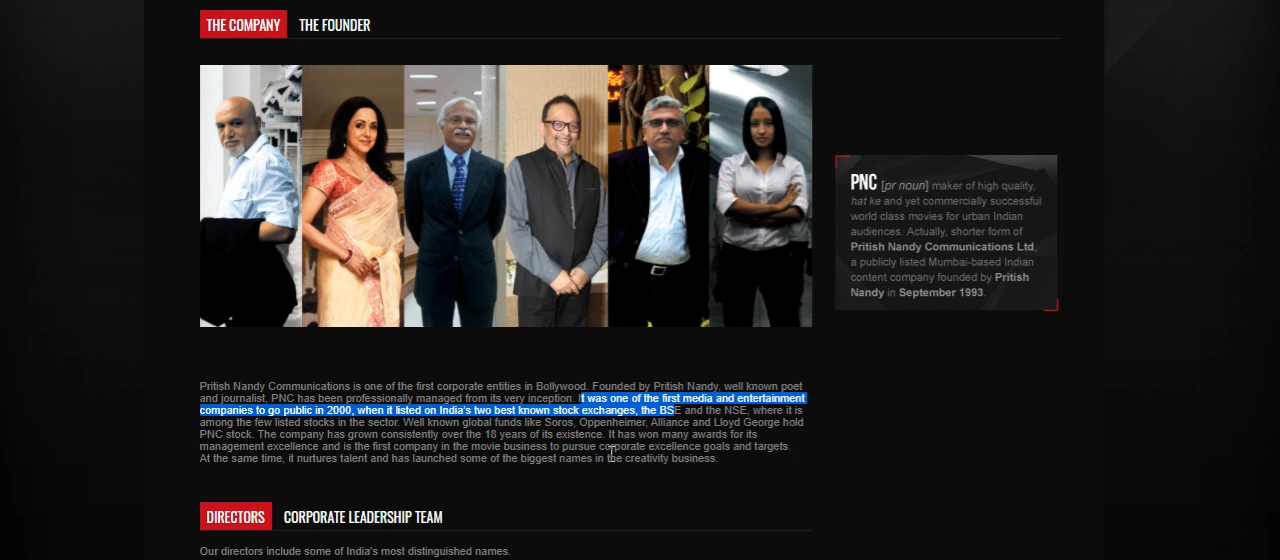 THE COMPANY THE FOUNDER
PNC [pr noun] maker of high quality,
hat ke and yet commercially successful
world class movies for urban Indian
audiences. Actually, shorter form of
Pritish Nandy Communications Ltd,
a publicly listed Mumbai-based Indian
content company founded by Pritish
Nandy in September 1993.
Pritish Nandy Communications is one of the first corporate entities in Bollywood. Founded by Pritish Nandy, well known poet
and journalist, PNC has been professionally managed from its very inception. It was one of the first media and entertainment
companies to go public in 2000, when it listed on India's two best known stock exchanges, the BSE and the NSE, where it is
among the few listed stocks in the sector. Well known global funds like Soros, Oppenheimer, Alliance and Lloyd George hold
PNC stock. The company has grown consistently over the 18 years of its existence. It has won many awards for its
management excellence and is the first company in the movie business to pursue corporate excellence goals and targets.
At the same time, it nurtures talent and has launched some of the biggest names in the creativity business.
DIRECTORS CORPORATE LEADERSHIP TEAM
Our directors include some of India's most distinguished names.